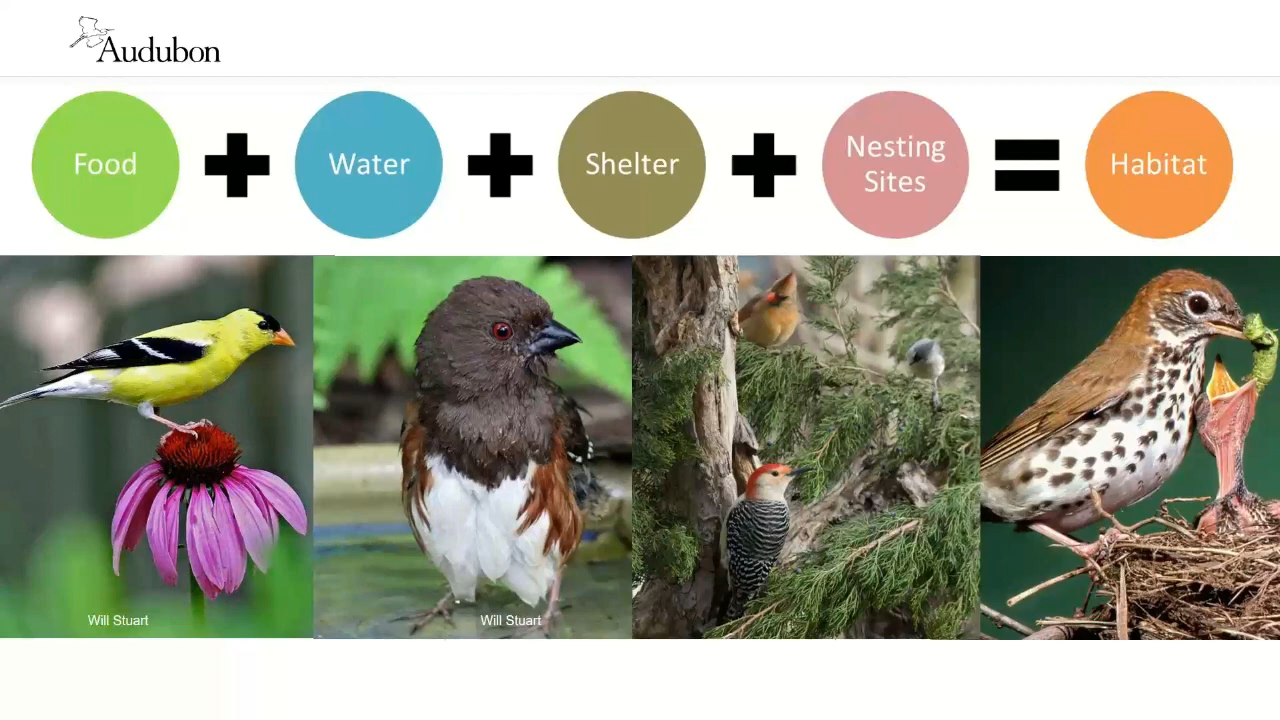 Audubon
Food
Water
Shelter
Nesting
Sites
Habitat
Will Stuart
Will Stuart